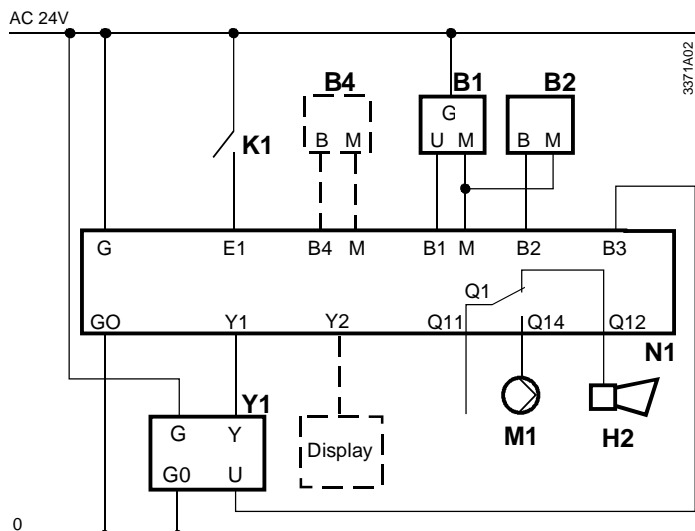 AC 24V
3371A02
B4
B1
B2
G
K1
B M
U M
B M
G E1 B4 M B1 M B2 B3
Q1
GO Y1 Y2 Q11 Q14 Q12
N1
Y1
G Y
G0 U
Display
M1
H2
0